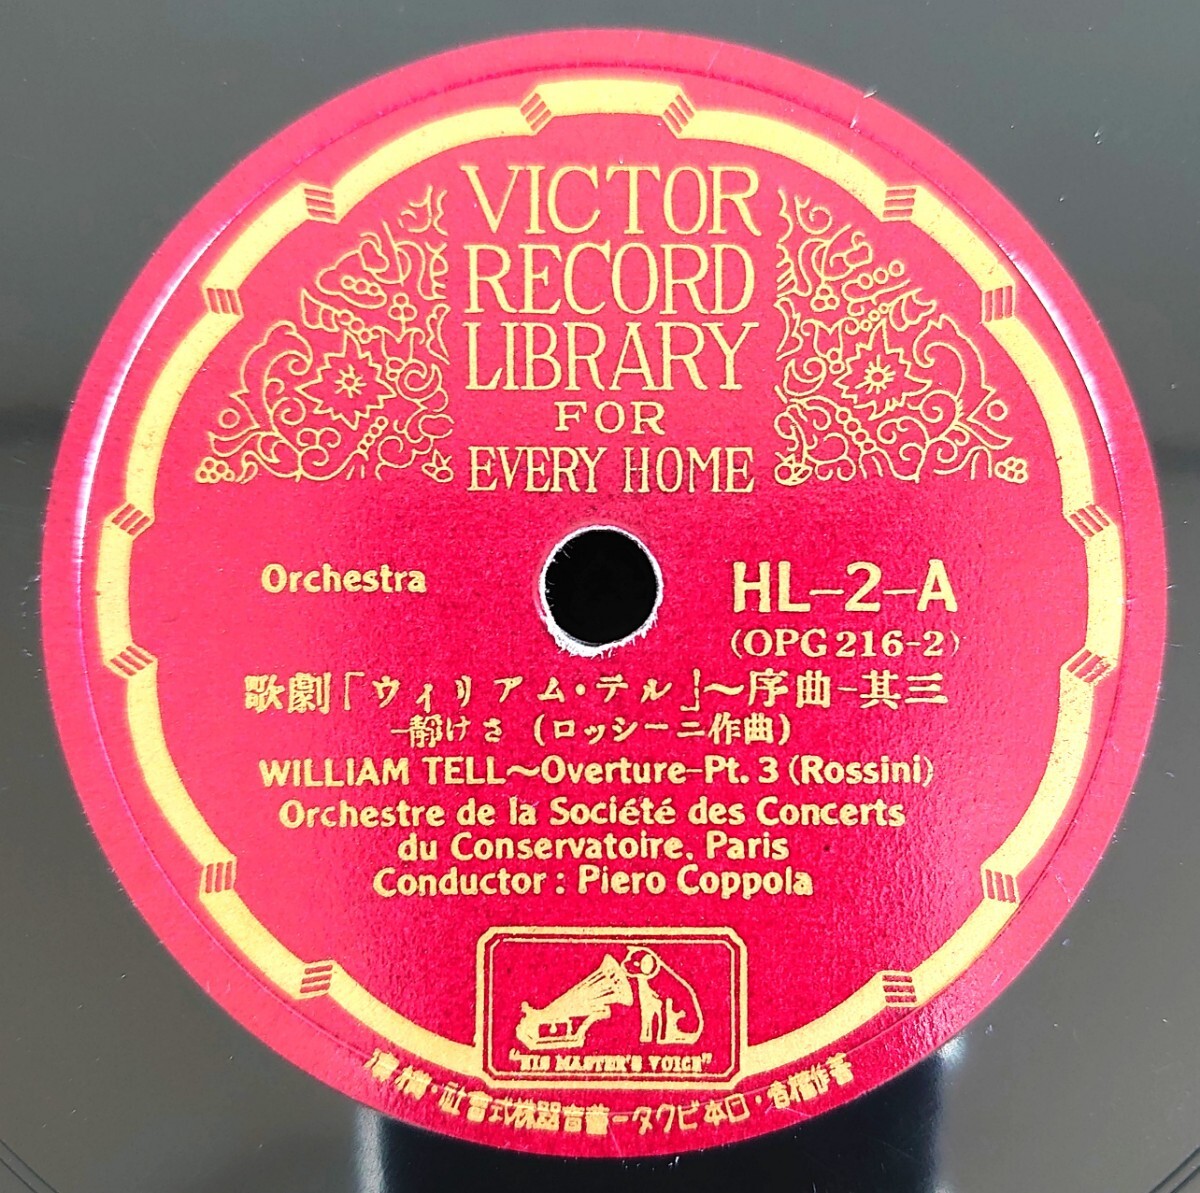 VICTOR
RECORD
LIBRARY
FOR
EVERY HOME
Orchestra
HL-2-A
(OPG 216-2)
歌劇「ウィリアム・テル」～序曲-其三
-靜けさ (ロッシーニ作曲)
WILLIAM TELL～Overture-Pt. 3 (Rossini)
Orchestre de la Société des Concerts
du Conservatoire. Paris
Conductor : Piero Coppola
"HIS MASTER'S VOICE"
濱橫・社會式株器音蓄ータクビ本日・者權作著